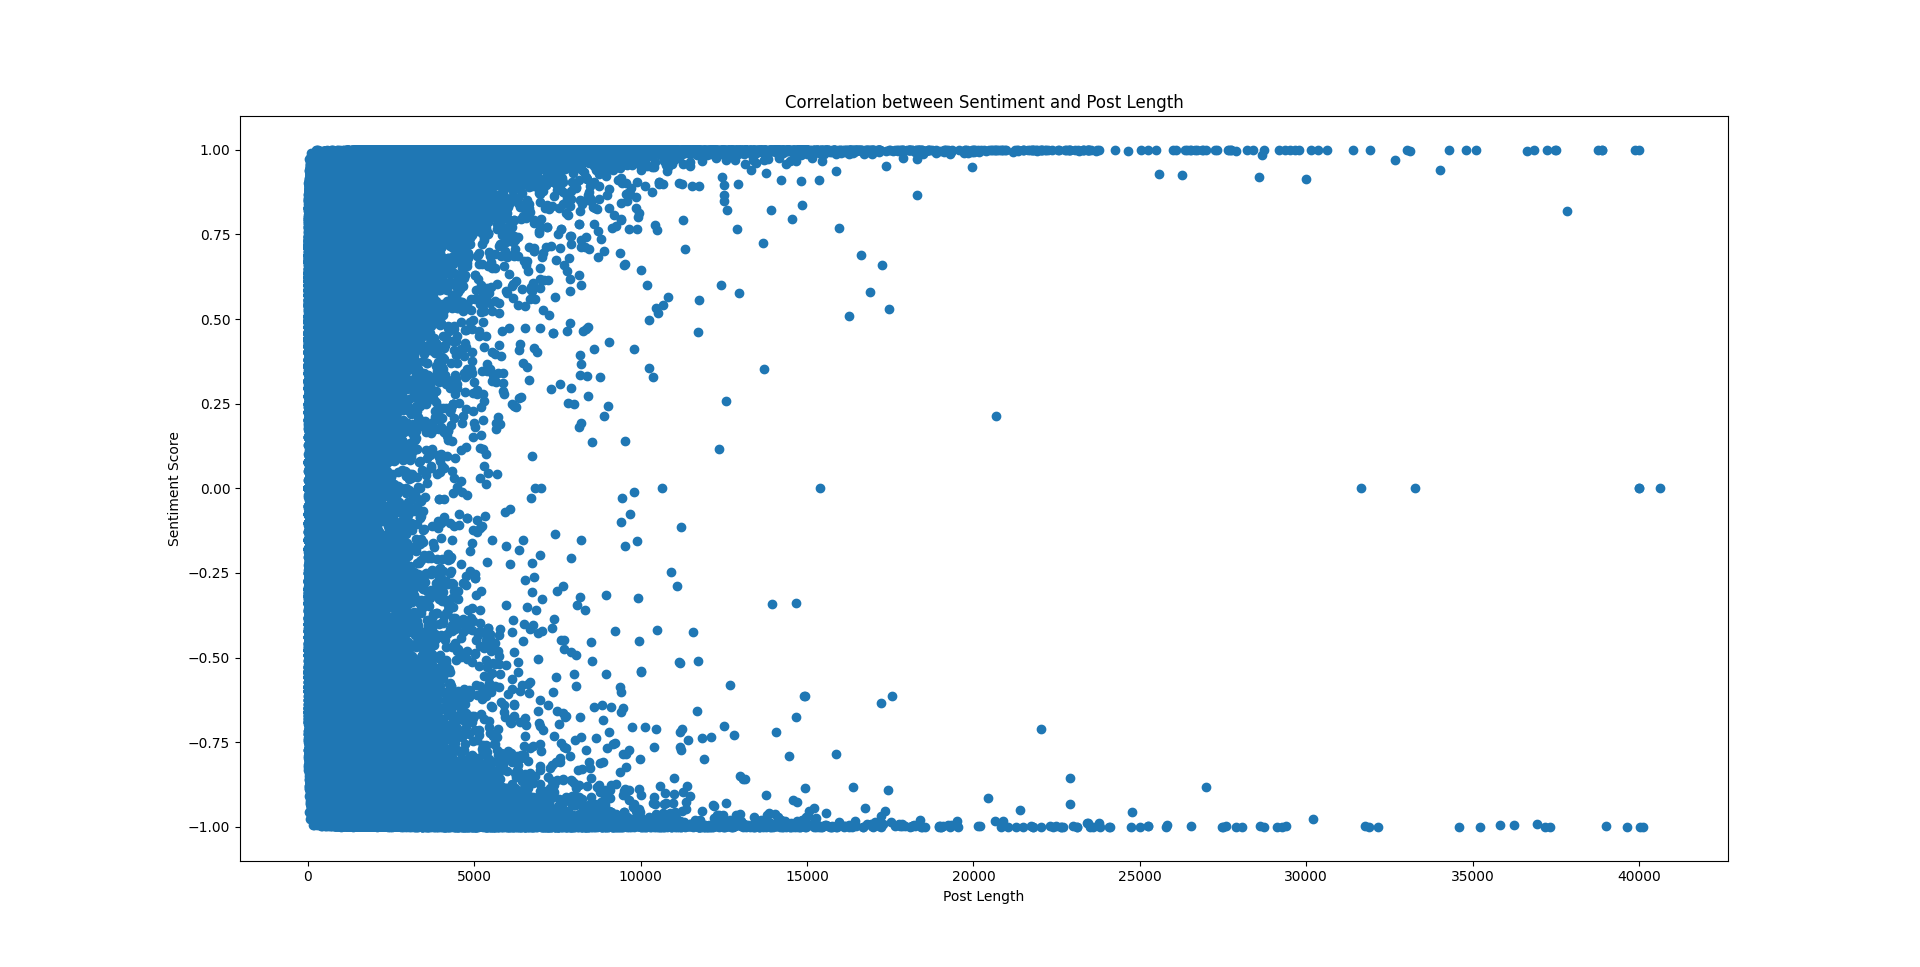 Correlation between Sentiment and Post Length
1.00
0.75
0.50
0.25
0.00
−0.25
−0.50
−0.75
−1.00
Sentiment Score
0 5000 10000 15000 20000 25000 30000 35000 40000
Post Length